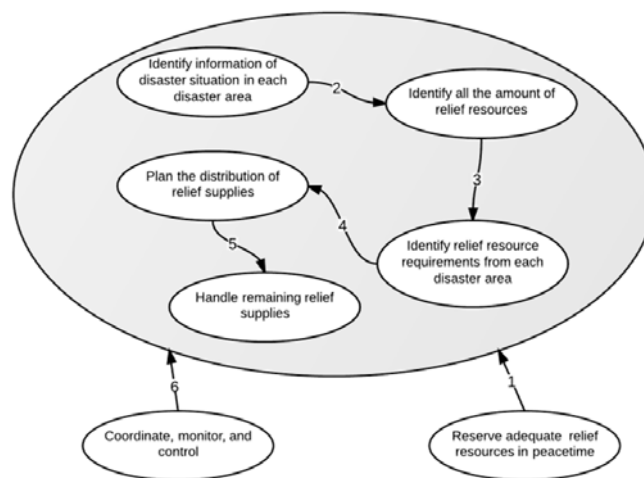 Identify information of
disaster situation in each
disaster area
2
Identify all the amount of
relief resources
3
Plan the distribution of
relief supplies
4
Identify relief resource
requirements from each
disaster area
5
Handle remaining relief
supplies
6
1
Coordinate, monitor, and
control
Reserve adequate relief
resources in peacetime